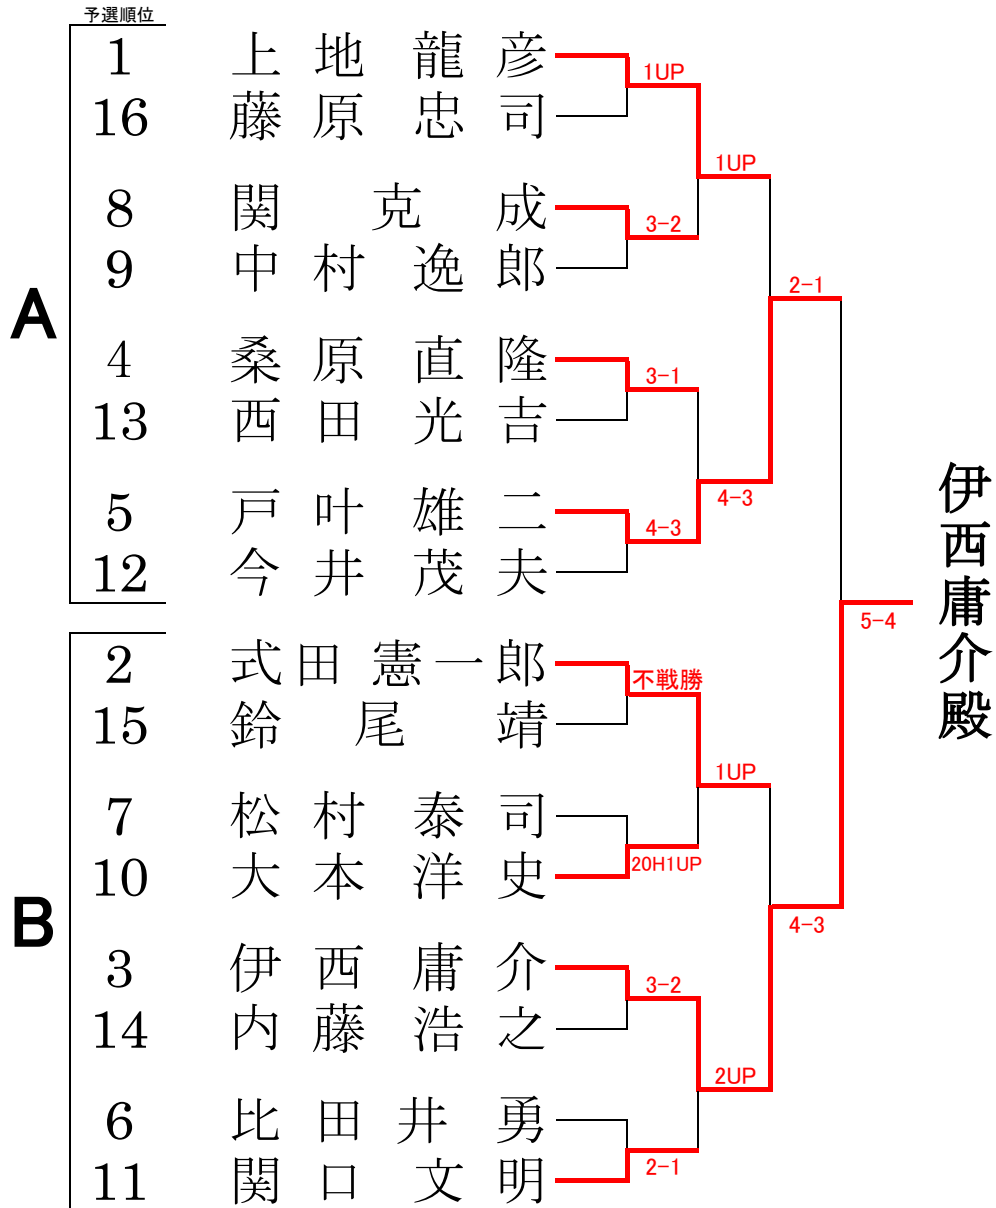 予選順位
1 上地龍彦
1UP
16 藤原忠司
1UP
8 関克成
3-2
9 中村逸郎
2-1
A
4 桑原直隆
3-1
13 西田光吉
4-3
5 戸叶雄二
4-3
12 今井茂夫
伊西庸介殿
5-4
2 式田憲一郎
不戦勝
15 鈴尾靖
1UP
7 松村泰司
20H1UP
10 大本洋史
B
4-3
3 伊西庸介
3-2
14 内藤浩之
2UP
6 比田井勇
2-1
11 関口文明